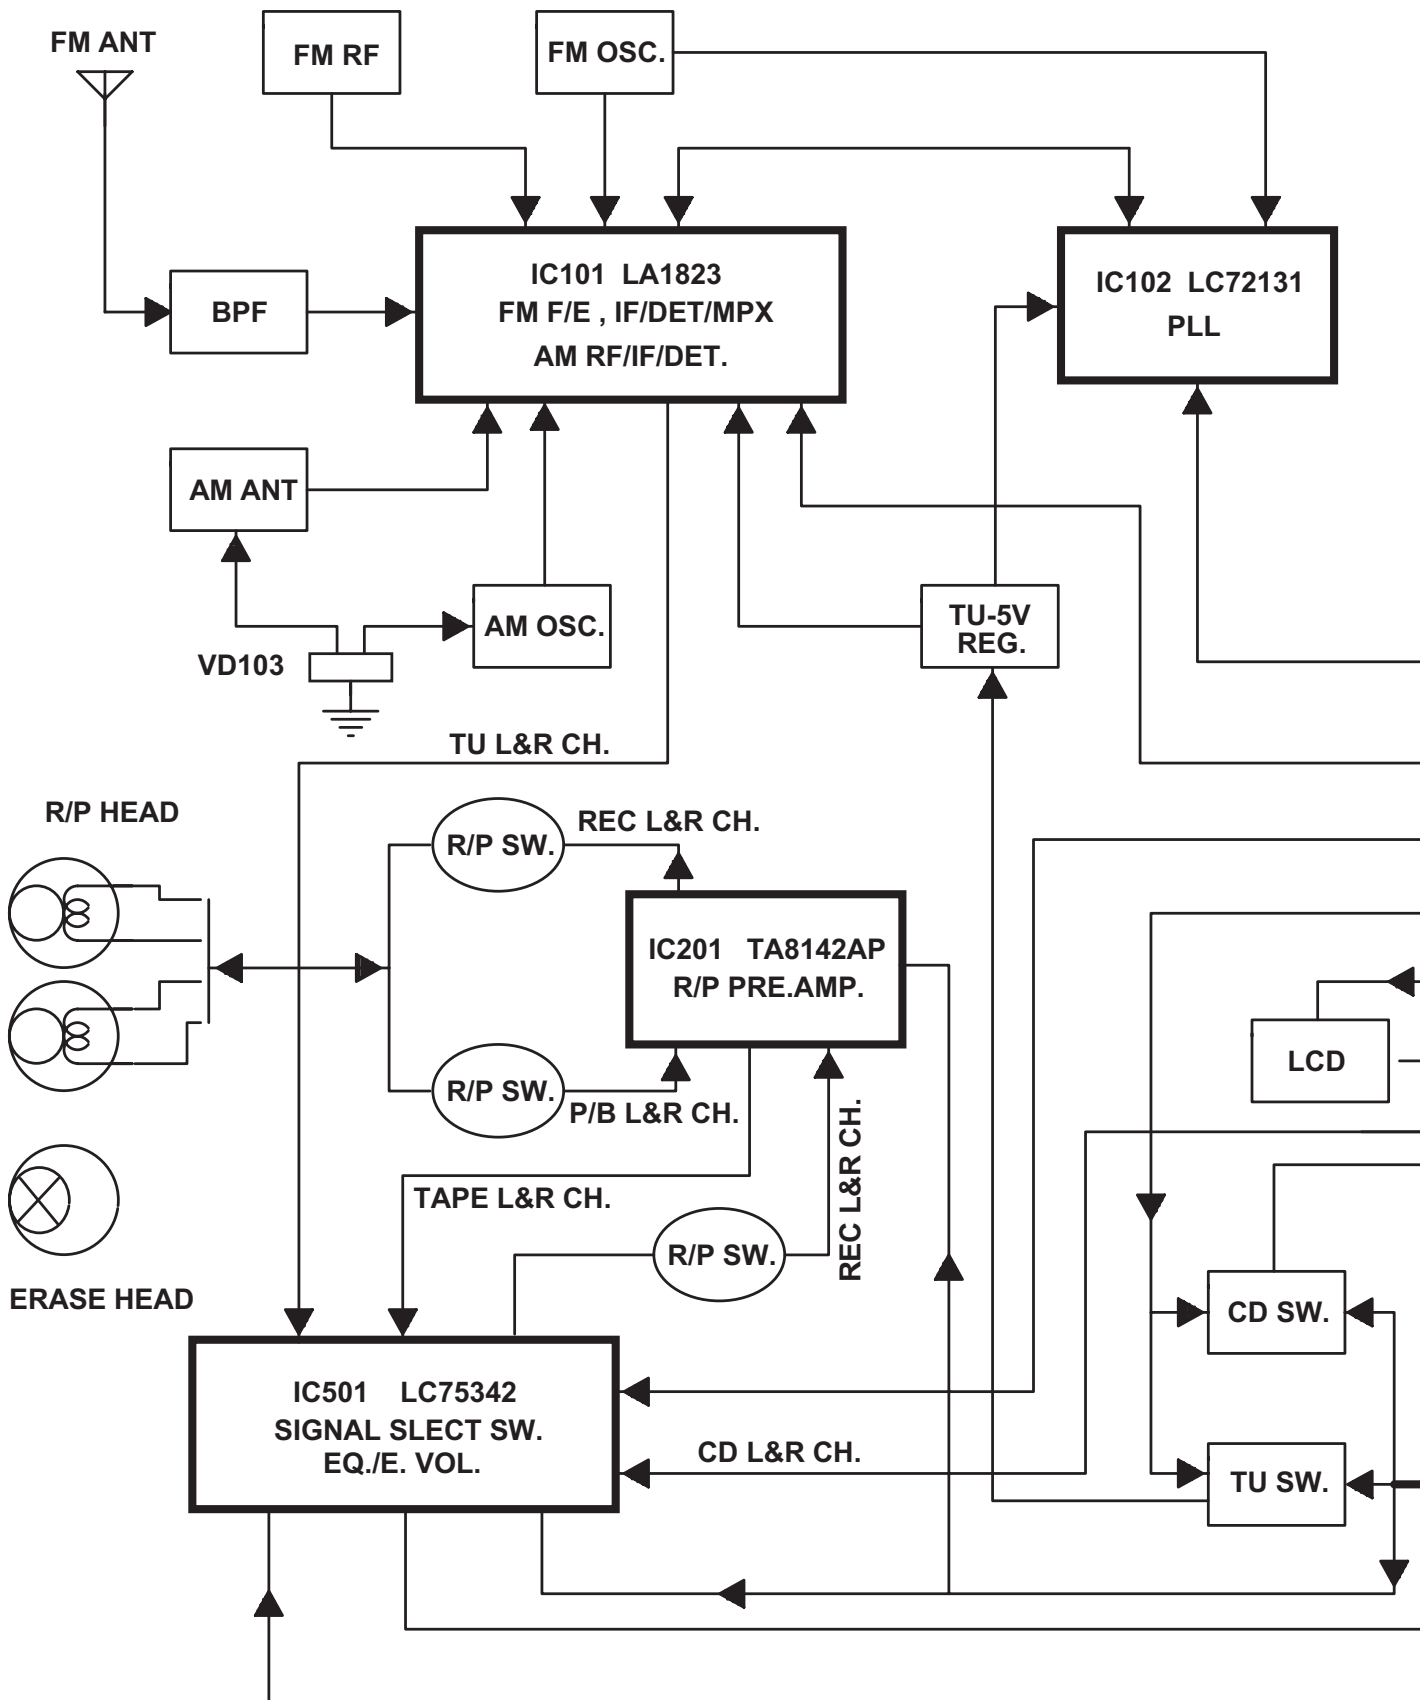 FM ANT
FM RF
FM OSC.
IC101 LA1823
FM F/E , IF/DET/MPX
AM RF/IF/DET.
IC102 LC72131
PLL
BPF
AM ANT
AM OSC.
VD103
TU-5V
REG.
TU L&R CH.
R/P HEAD
R/P SW.
REC L&R CH.
IC201 TA8142AP
R/P PRE.AMP.
LCD
R/P SW.
P/B L&R CH.
REC L&R CH.
TAPE L&R CH.
R/P SW.
ERASE HEAD
CD SW.
IC501 LC75342
SIGNAL SLECT SW.
EQ./E. VOL.
CD L&R CH.
TU SW.